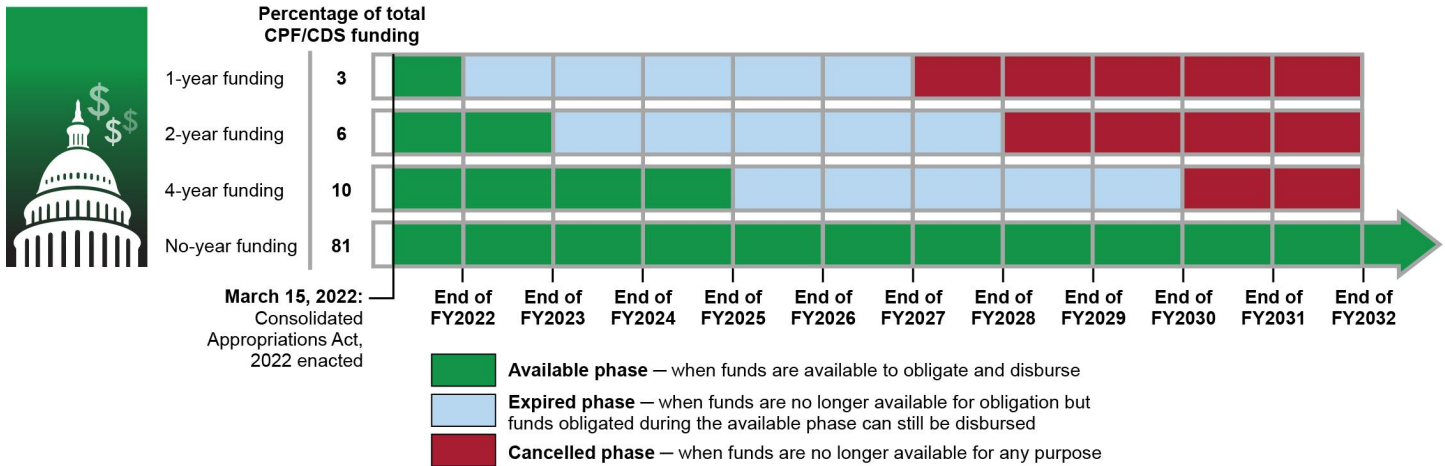 Percentage of total
CPF/CDS funding
1-year funding 3
2-year funding 6
4-year funding 10
No-year funding 81
$
$
$
March 15, 2022:
Consolidated
Appropriations Act,
2022 enacted
End of
FY2022
End of
FY2023
End of
FY2024
End of
FY2025
End of
FY2026
End of
FY2027
End of
FY2028
End of
FY2029
End of
FY2030
End of
FY2031
End of
FY2032
Available phase — when funds are available to obligate and disburse
Expired phase — when funds are no longer available for obligation but
funds obligated during the available phase can still be disbursed
Cancelled phase — when funds are no longer available for any purpose